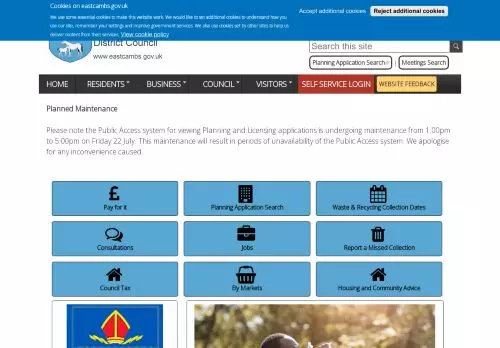 Cookies on eastcambs.gov.uk
We use some essential cookies to make this website work. We would like to set additional cookies to understand how you use our site, remember your settings and improve government services. We also use cookies set by other sites to help us deliver content from their services. View cookie policy
Accept additional cookies
Reject additional cookies
District Council
www.eastcambs.gov.uk
Search this site
Planning Application Search
Meetings Search
HOME
RESIDENTS
BUSINESS
COUNCIL
VISITORS
SELF SERVICE LOGIN
WEBSITE FEEDBACK
Planned Maintenance
Please note the Public Access system for viewing Planning and Licensing applications is undergoing maintenance from 1.00pm
to 5.00pm on Friday 22 July. This maintenance will result in periods of unavailability of the Public Access system. We apologise
for any inconvenience caused.
Pay for it
Planning Application Search
Waste & Recycling Collection Dates
Consultations
Jobs
Report a Missed Collection
Council Tax
Ely Markets
Housing and Community Advice